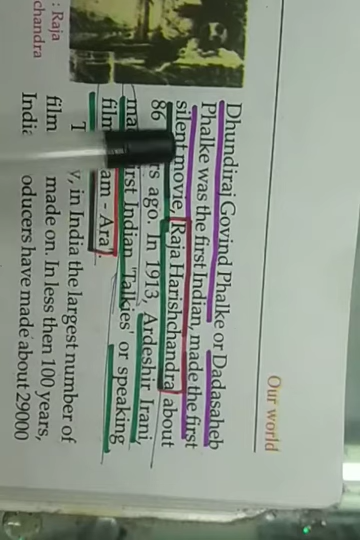 Our world
Dhundiraj Govind Phalke or Dadasaheb
Phalke was the first Indian, made the first
silent movie, 'Raja Harishchandra' about
86 rs ago. In 1913, Ardeshir Irani,
ma irst Indian 'Talkies' or speaking
film am - Ara'
T y, in India the largest number of
film made on. In less then 100 years,
Indi oducers have made about 29000
: Raja
chandra